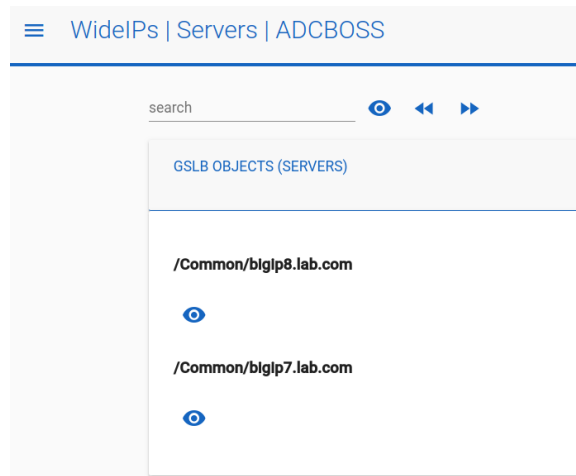 WideIPs | Servers | ADCBOSS
search
GSLB OBJECTS (SERVERS)
/Common/bigip8.lab.com
/Common/bigip7.lab.com